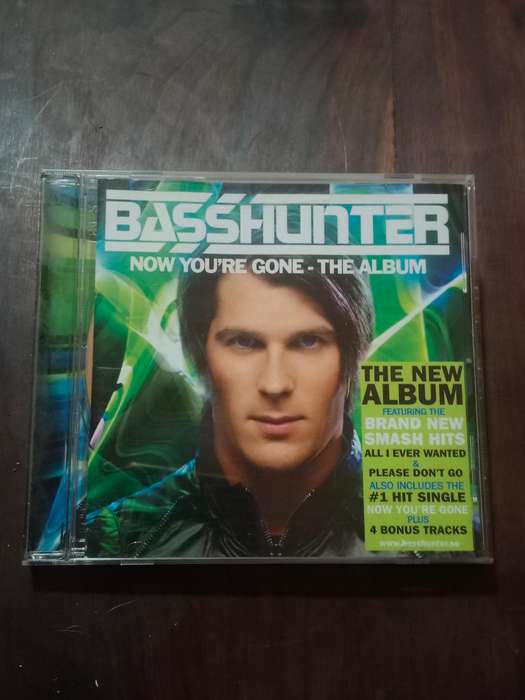 BASSHUNTER
NOW YOU'RE GONE - THE ALBUM
THE NEW
ALBUM
FEATURING THE
BRAND NEW
SMASH HITS
ALL I EVER WANTED
&
PLEASE DON'T GO
ALSO INCLUDES THE
#1 HIT SINGLE
NOW YOU'RE GONE
PLUS
4 BONUS TRACKS
www.basshunter.se